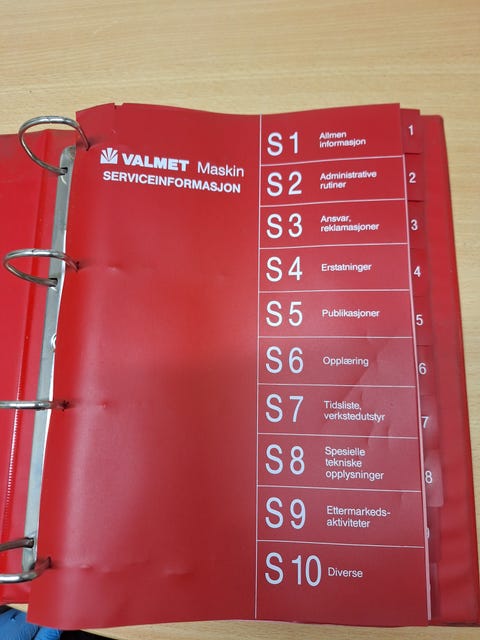 VALMET Maskin
SERVICEINFORMASJON
S 1 Allmen
informasjon
S 2 Administrative
rutiner
S 3 Ansvar,
reklamasjoner
S 4 Erstatninger
S 5 Publikasjoner
S 6 Opplæring
S 7 Tidsliste,
verkstedutstyr
S 8 Spesielle
tekniske
opplysninger
S 9 Ettermarkeds-
aktiviteter
S 10 Diverse
1
2
3
4
5
6
7
8